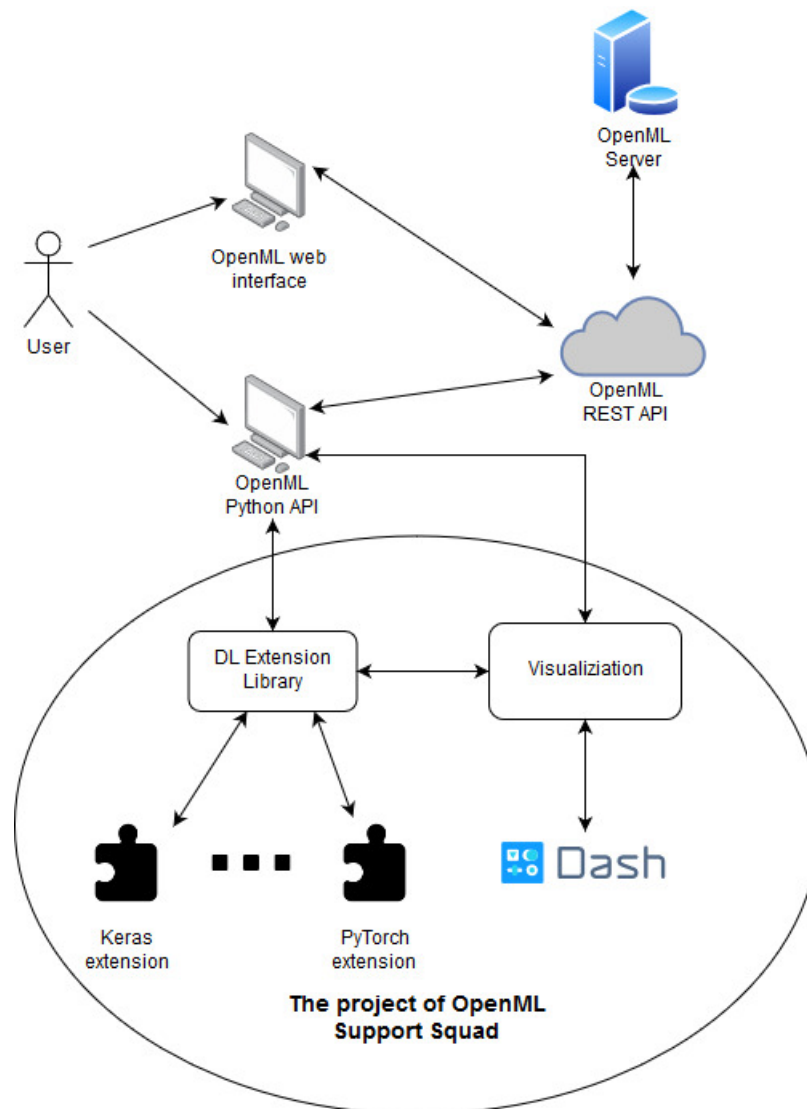 OpenML
Server
OpenML web
interface
User
OpenML
REST API
OpenML
Python API
DL Extension
Library
Visualiziation
Dash
Keras
extension
PyTorch
extension
The project of OpenML
Support Squad